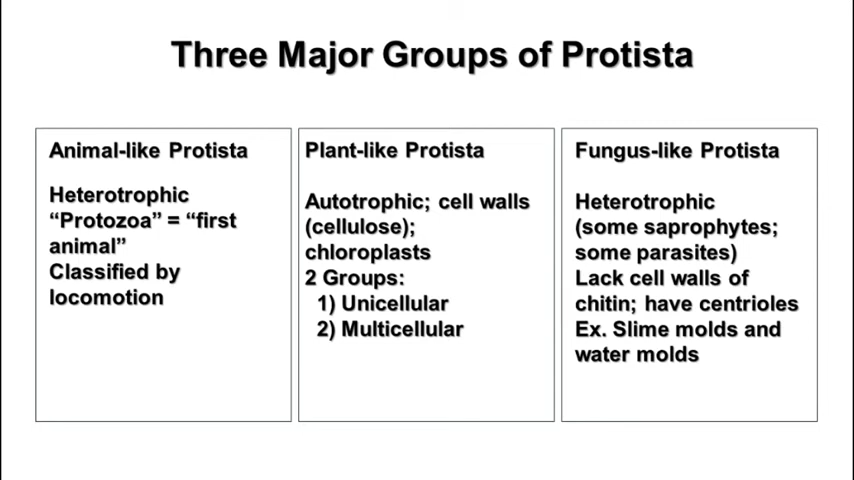 Three Major Groups of Protista
Animal-like Protista
Heterotrophic
“Protozoa” = “first
animal”
Classified by
locomotion
Plant-like Protista
Autotrophic; cell walls
(cellulose);
chloroplasts
2 Groups:
1) Unicellular
2) Multicellular
Fungus-like Protista
Heterotrophic
(some saprophytes;
some parasites)
Lack cell walls of
chitin; have centrioles
Ex. Slime molds and
water molds